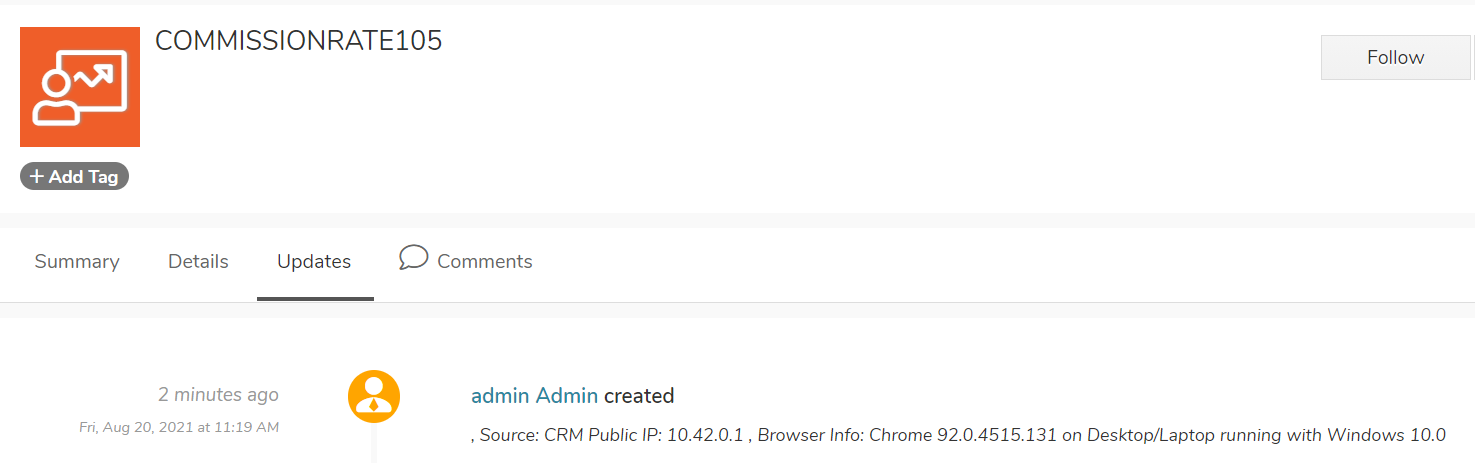 COMMISSIONRATE105
Follow
+ Add Tag
Summary Details Updates Comments
2 minutes ago
admin Admin created
Fri, Aug 20, 2021 at 11:19 AM
, Source: CRM Public IP: 10.42.0.1 , Browser Info: Chrome 92.0.4515.131 on Desktop/Laptop running with Windows 10.0